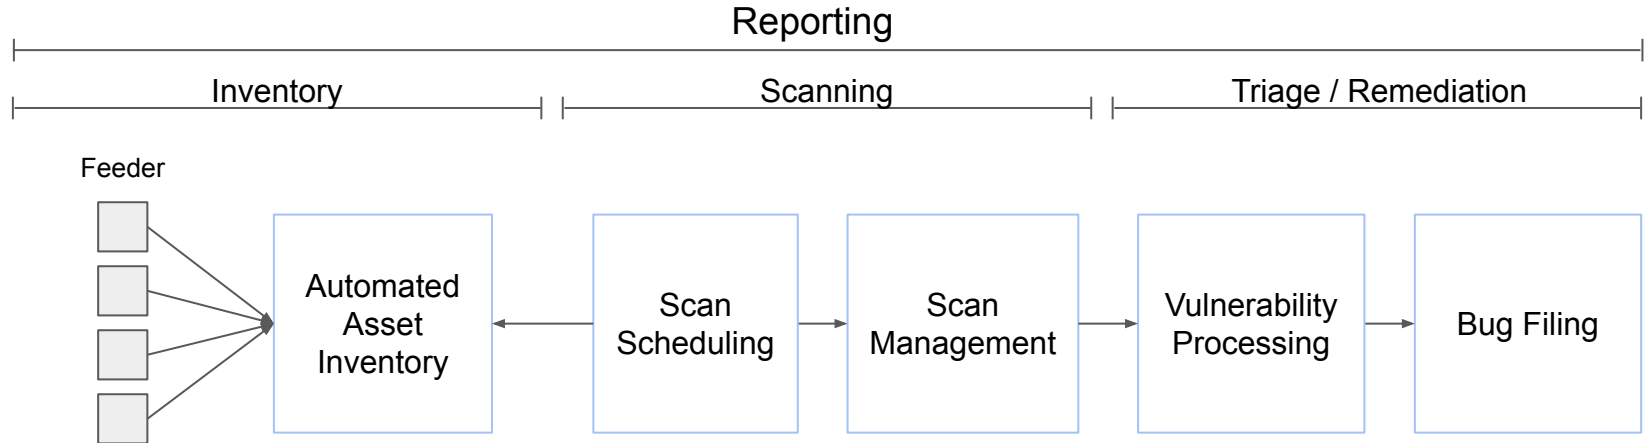 Reporting
Inventory
Scanning
Triage / Remediation
Feeder
Automated
Asset
Inventory
Scan
Scheduling
Scan
Management
Vulnerability
Processing
Bug Filing